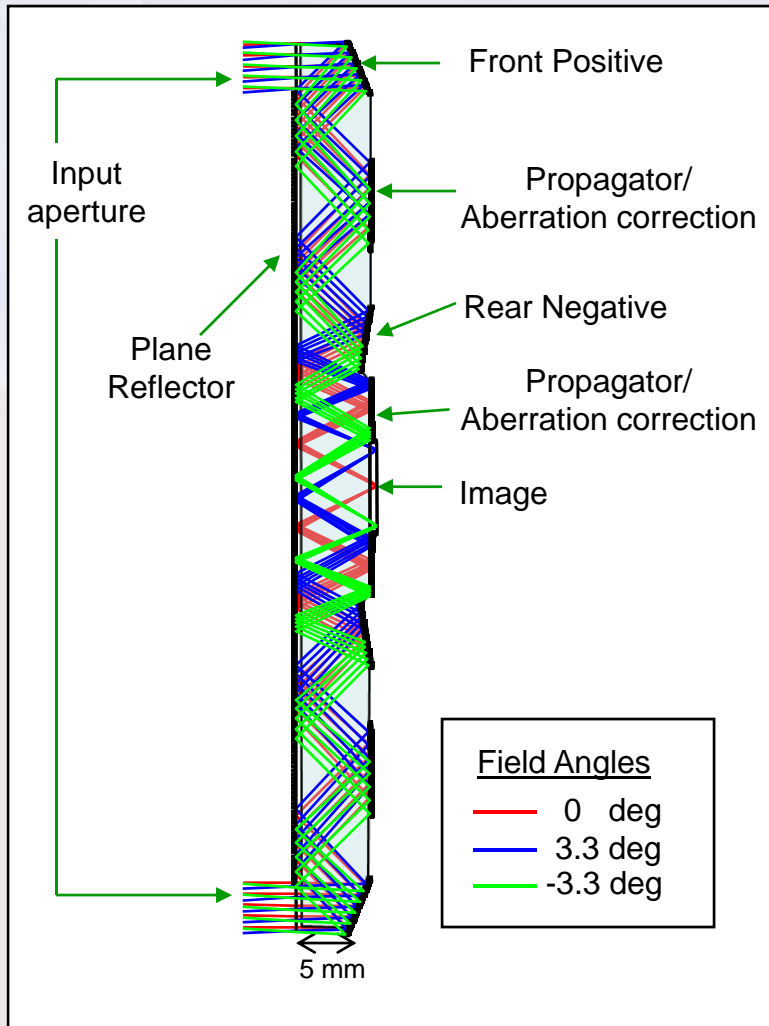 Front Positive
Input
aperture
Propagator/
Aberration correction
Plane
Reflector
Rear Negative
Propagator/
Aberration correction
Image
Field Angles
0 deg
3.3 deg
-3.3 deg
5 mm